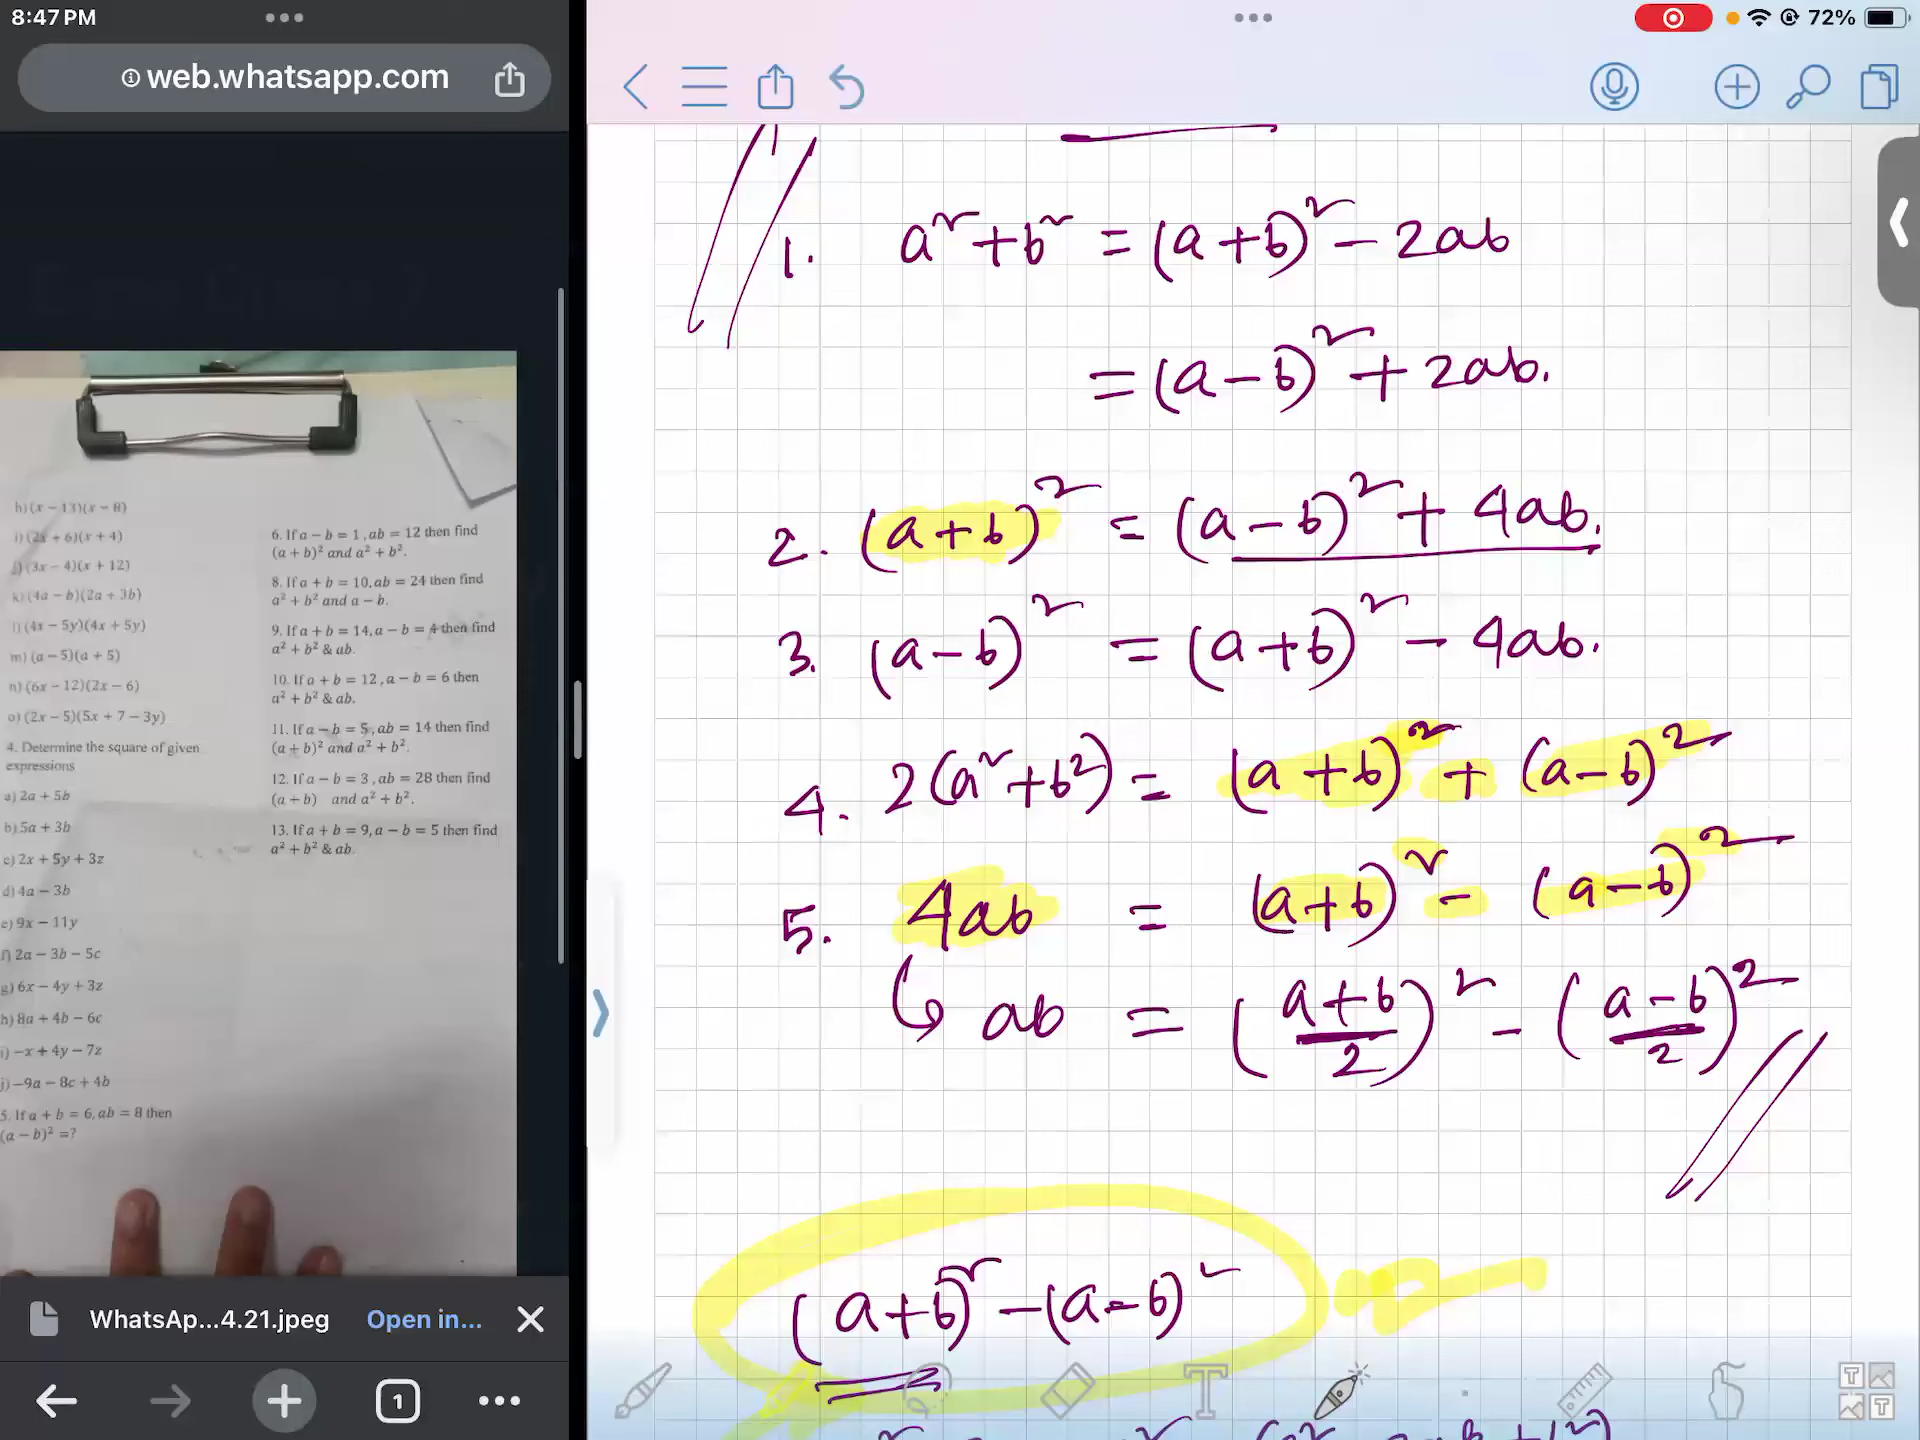 8:47 PM
72%
web.whatsapp.com
h) (x − 13)(x − 8)
i) (2x + 6)(x + 4)
j) (3x − 4)(x + 12)
k) (4a − b)(2a + 3b)
l) (4x − 5y)(4x + 5y)
m) (a − 5)(a + 5)
n) (6x − 12)(2x − 6)
o) (2x − 5)(5x + 7 − 3y)
4. Determine the square of given
expressions
a) 2a + 5b
b) 5a + 3b
c) 2x + 5y + 3z
d) 4a − 3b
e) 9x − 11y
f) 2a − 3b − 5c
g) 6x − 4y + 3z
h) 8a + 4b − 6c
i) −x + 4y − 7z
j) −9a − 8c + 4b
5. If a + b = 6, ab = 8 then
(a − b)² =?
6. If a − b = 1, ab = 12 then find
(a + b)² and a² + b².
8. If a + b = 10, ab = 24 then find
a² + b² and a − b.
9. If a + b = 14, a − b = 4 then find
a² + b² & ab.
10. If a + b = 12, a − b = 6 then
a² + b² & ab.
11. If a − b = 5, ab = 14 then find
(a + b)² and a² + b².
12. If a − b = 3, ab = 28 then find
(a + b) and a² + b².
13. If a + b = 9, a − b = 5 then find
a² + b² & ab.
WhatsAp...4.21.jpeg Open in...
1
1. a² + b² = (a + b)² − 2ab
= (a − b)² + 2ab.
2. (a + b)² = (a − b)² + 4ab.
3. (a − b)² = (a + b)² − 4ab.
4. 2(a² + b²) = (a + b)² + (a − b)²
5. 4ab = (a + b)² − (a − b)²
↳ ab = (a + b / 2)² − (a − b / 2)²
(a + b)² − (a − b)²